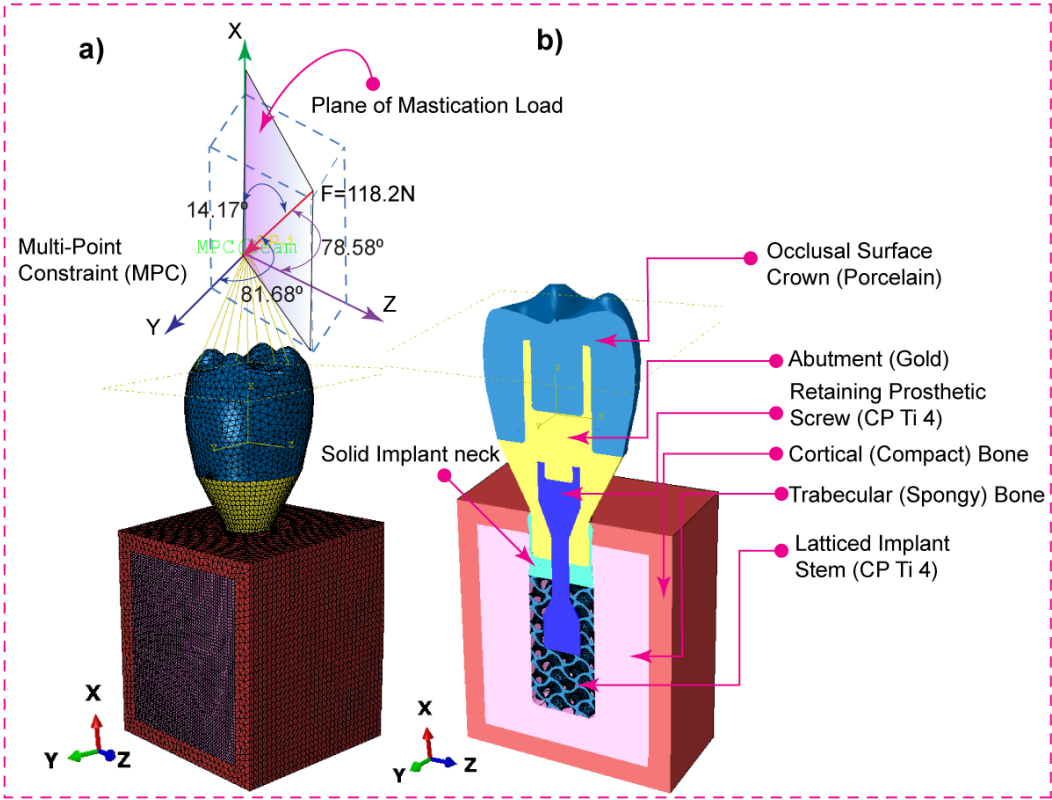 a)
X
Plane of Mastication Load
F=118.2N
14.17º
78.58º
Multi-Point
Constraint (MPC)
81.68º
Y
Z
X
Y
Z
b)
Occlusal Surface
Crown (Porcelain)
Abutment (Gold)
Retaining Prosthetic
Screw (CP Ti 4)
Solid Implant neck
Cortical (Compact) Bone
Trabecular (Spongy) Bone
Latticed Implant
Stem (CP Ti 4)
X
Y
Z